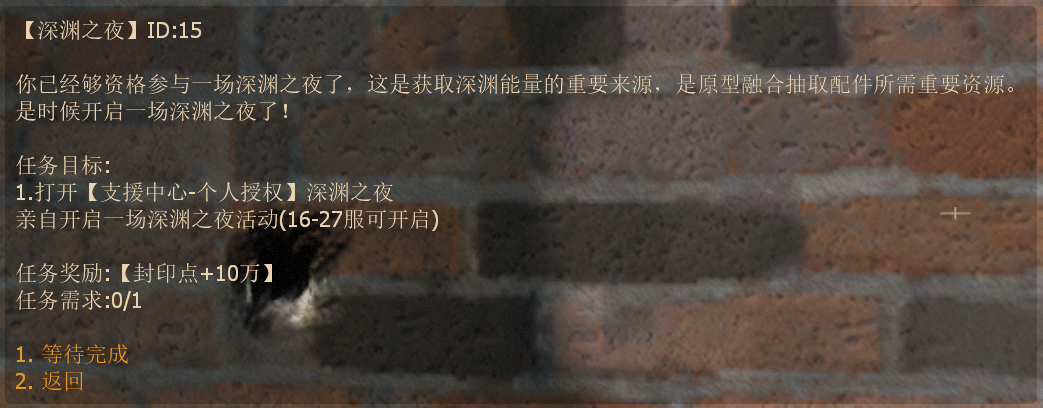 【深渊之夜】ID:15
你已经够资格参与一场深渊之夜了，这是获取深渊能量的重要来源，是原型融合抽取配件所需重要资源。
是时候开启一场深渊之夜了！
任务目标:
1.打开【支援中心-个人授权】深渊之夜
亲自开启一场深渊之夜活动(16-27服可开启)
任务奖励:【封印点+10万】
任务需求:0/1
1. 等待完成
2. 返回